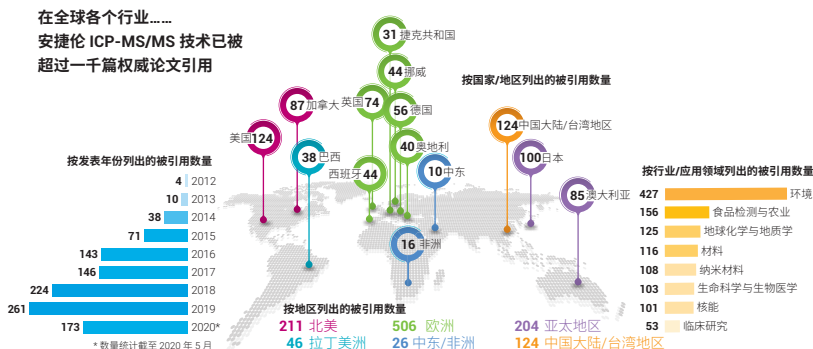 在全球各个行业......
安捷伦 ICP-MS/MS 技术已被
超过一千篇权威论文引用
按国家/地区列出的被引用数量
31 捷克共和国
44 挪威
87 加拿大
英国 74
56 德国
美国 124
124 中国大陆/台湾地区
38 巴西
40 奥地利
100 日本
西班牙 44
10 中东
85 澳大利亚
16 非洲
按发表年份列出的被引用数量
4 2012
10 2013
38 2014
71 2015
143 2016
146 2017
224 2018
261 2019
173 2020*
* 数量统计截至 2020 年 5 月
按地区列出的被引用数量
211 北美 506 欧洲 204 亚太地区
46 拉丁美洲 26 中东/非洲 124 中国大陆/台湾地区
按行业/应用领域列出的被引用数量
427 环境
156 食品检测与农业
125 地球化学与地质学
116 材料
108 纳米材料
103 生命科学与生物医学
101 核能
53 临床研究